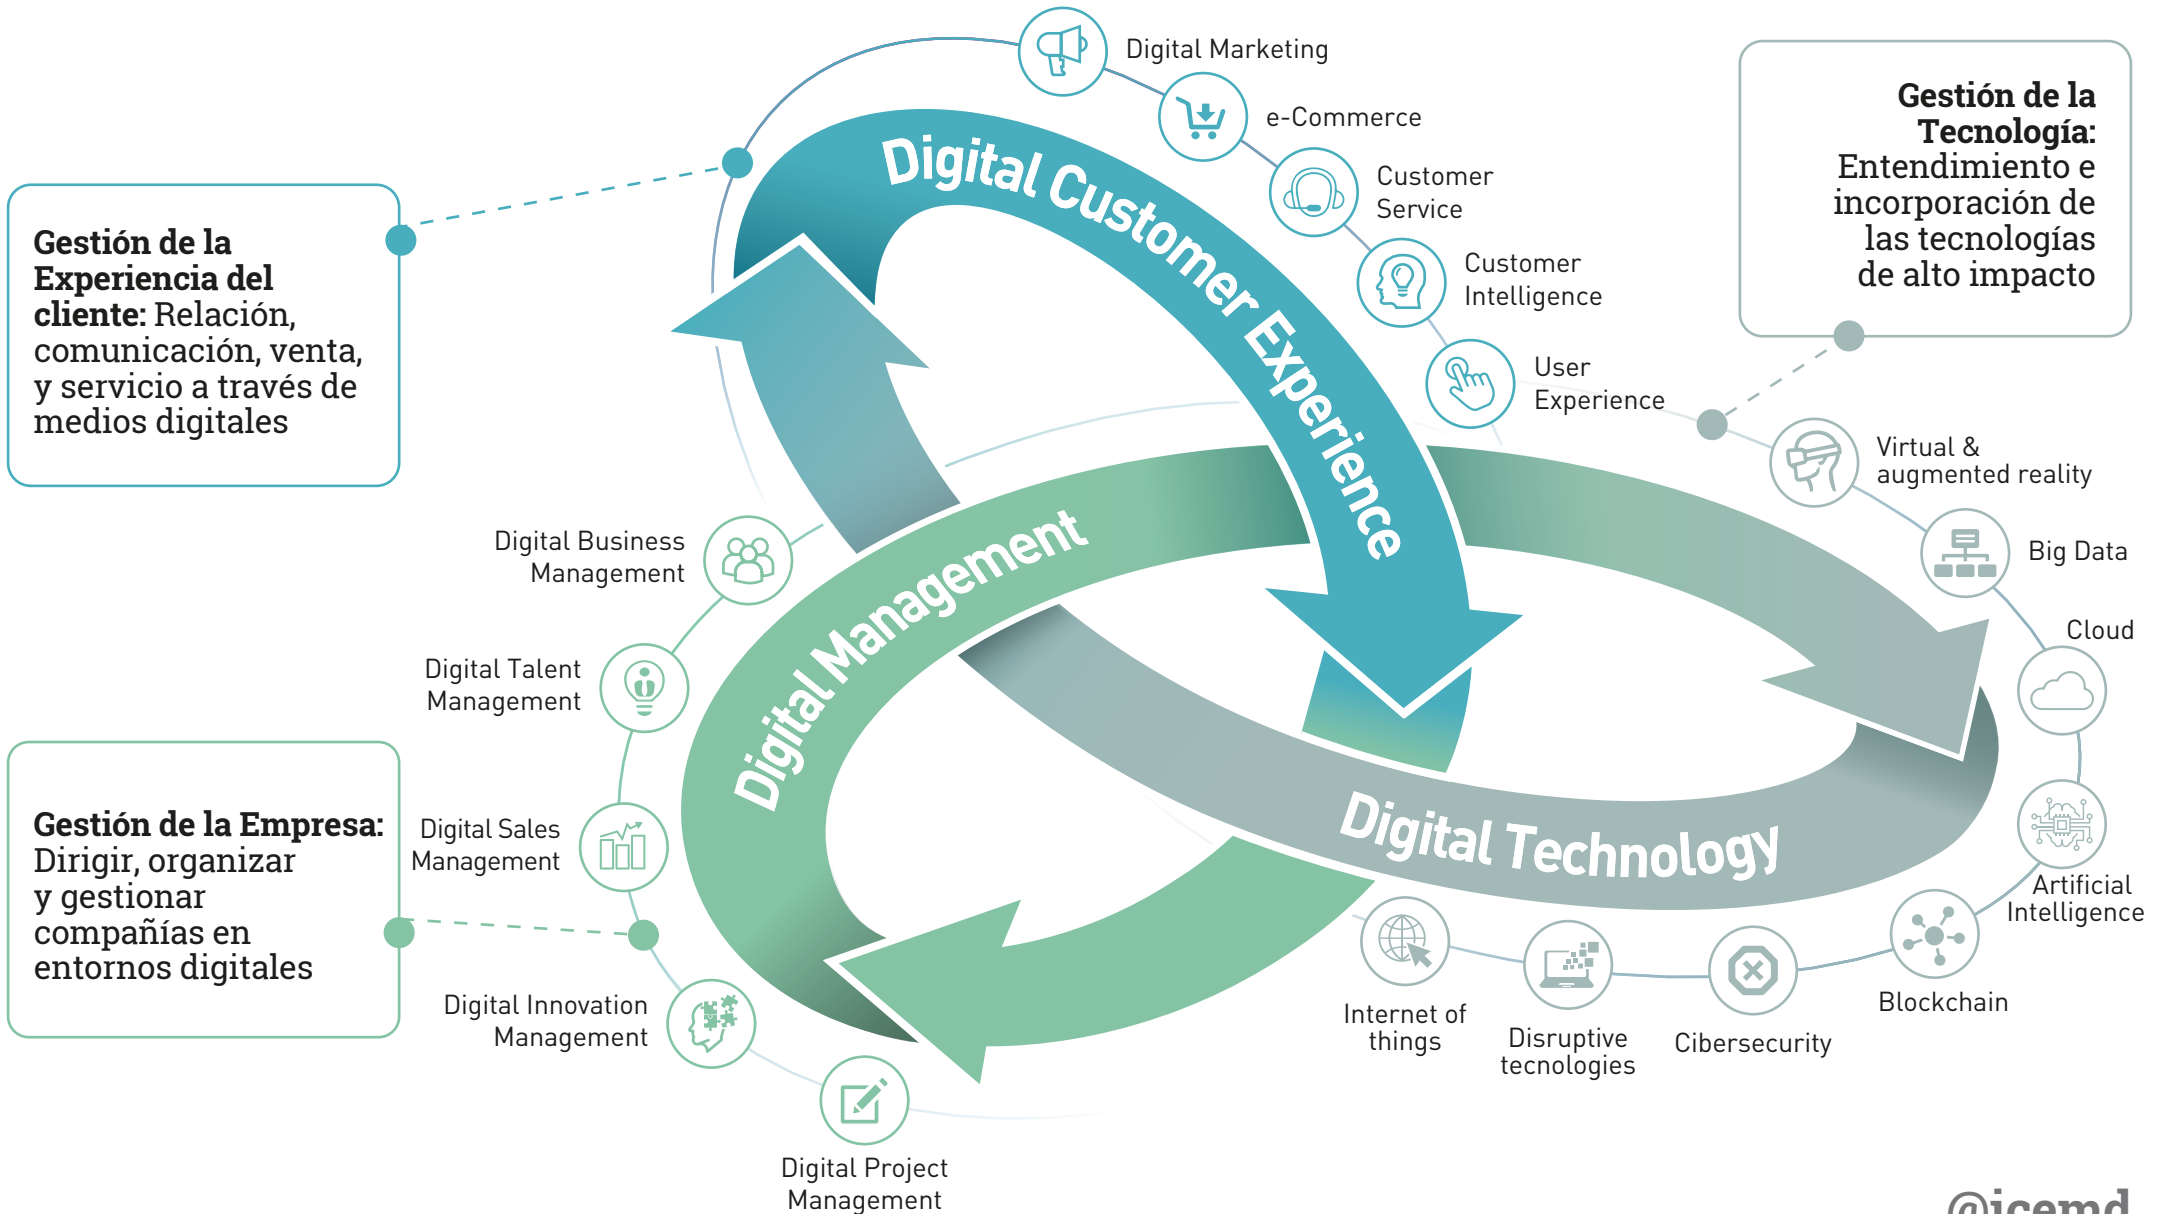 Digital Marketing
e-Commerce
Customer
Service
Customer
Intelligence
User
Experience
Digital Customer Experience
Gestión de la
Experiencia del
cliente: Relación,
comunicación, venta,
y servicio a través de
medios digitales
Gestión de la
Tecnología:
Entendimiento e
incorporación de
las tecnologías
de alto impacto
Virtual &
augmented reality
Big Data
Cloud
Artificial
Intelligence
Blockchain
Cibersecurity
Disruptive
tecnologies
Internet of
things
Digital Technology
Digital Management
Digital Business
Management
Digital Talent
Management
Digital Sales
Management
Digital Innovation
Management
Digital Project
Management
Gestión de la Empresa:
Dirigir, organizar
y gestionar
compañías en
entornos digitales
@icemd